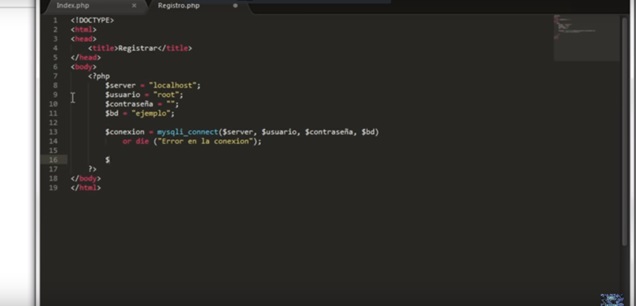 Index.php × Registro.php
1 <!DOCTYPE>
2 <html>
3 <head>
4 <title>Registrar</title>
5 </head>
6 <body>
7 <?php
8 $server = "localhost";
9 $usuario = "root";
10 $contraseña = "";
11 $bd = "ejemplo";
12
13 $conexion = mysqli_connect($server, $usuario, $contraseña, $bd)
14 or die ("Error en la conexion");
15
16 $
17 ?>
18 </body>
19 </html>